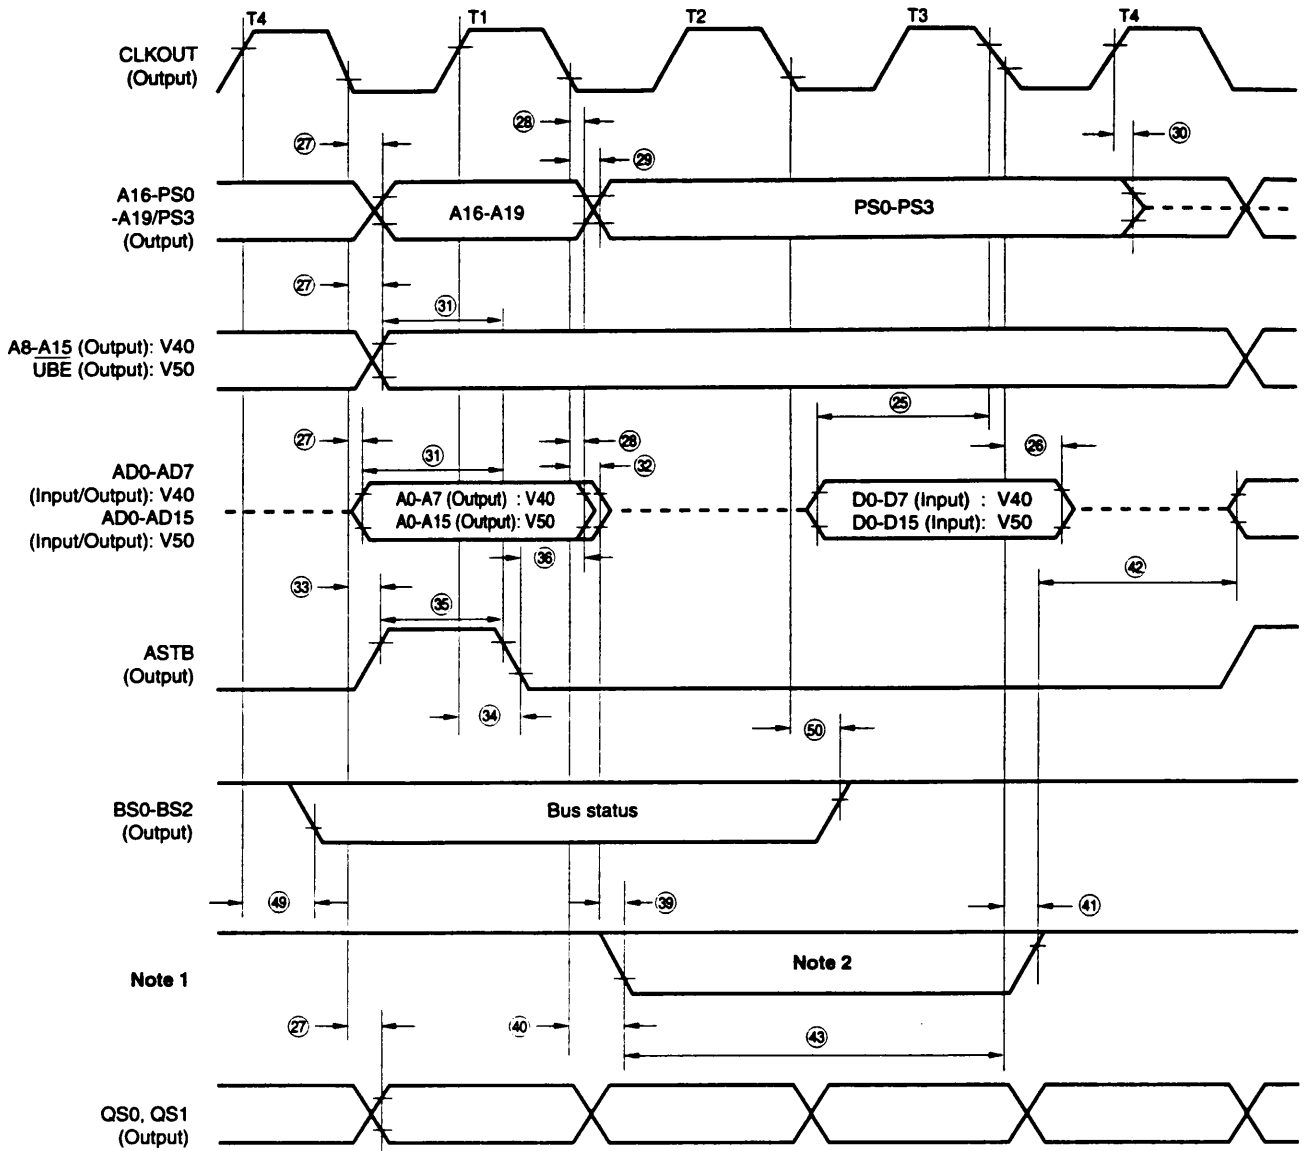 T4 T1 T2 T3 T4
CLKOUT
(Output)
28
27
29
30
A16-PS0
-A19/PS3
(Output)
A16-A19
PS0-PS3
27
31
A8-A15 (Output): V40
UBE (Output): V50
25
27
31
28
26
32
AD0-AD7
(Input/Output): V40
AD0-AD15
(Input/Output): V50
A0-A7 (Output) : V40
A0-A15 (Output): V50
D0-D7 (Input) : V40
D0-D15 (Input): V50
36
42
33
35
ASTB
(Output)
34
50
BS0-BS2
(Output)
Bus status
49
39
41
Note 1
Note 2
27
40
43
QS0, QS1
(Output)